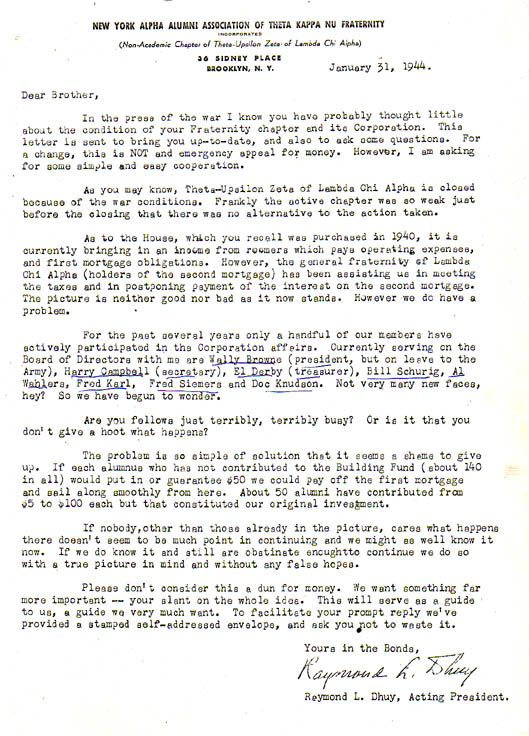 NEW YORK ALPHA ALUMNI ASSOCIATION OF THETA KAPPA NU FRATERNITY
INCORPORATED
(Non-Academic Chapter of Theta-Upsilon Zeta of Lambda Chi Alpha)
36 SIDNEY PLACE
BROOKLYN, N. Y.
January 31, 1944.
Dear Brother,
In the press of the war I know you have probably thought little
about the condition of your Fraternity chapter and its Corporation. This
letter is sent to bring you up-to-date, and also to ask some questions. For
a change, this is NOT and emergency appeal for money. However, I am asking
for some simple and easy cooperation.
As you may know, Theta-Upsilon Zeta of Lambda Chi Alpha is closed
because of the war conditions. Frankly the active chapter was so weak just
before the closing that there was no alternative to the action taken.
As to the House, which you recall was purchased in 1940, it is
currently bringing in an income from roomers which pays operating expenses,
and first mortgage obligations. However, the general fraternity of Lambda
Chi Alpha (holders of the second mortgage) has been assisting us in meeting
the taxes and in postponing payment of the interest on the second mortgage.
The picture is neither good nor bad as it now stands. However we do have a
problem.
For the past several years only a handful of our members have
actively participated in the Corporation affairs. Currently serving on the
Board of Directors with me are Wally Browne (president, but on leave to the
Army), Harry Campbell (secretary), El Derby (treasurer), Bill Schurig, Al
Wahlers, Fred Karl, Fred Siemers and Doc Knudson. Not very many new faces,
hey? So we have begun to wonder.
Are you fellows just terribly, terribly busy? Or is it that you
don't give a hoot what happens?
The problem is so simple of solution that it seems a shame to give
up. If each alumnus who has not contributed to the Building Fund (about 140
in all) would put in or guarantee $50 we could pay off the first mortgage
and sail along smoothly from here. About 50 alumni have contributed from
$5 to $100 each but that constituted our original investment.
If nobody,other than those already in the picture, cares what happens
there doesn't seem to be much point in continuing and we might as well know it
now. If we do know it and still are obstinate enoughtto continue we do so
with a true picture in mind and without any false hopes.
Please don't consider this a dun for money. We want something far
more important -- your slant on the whole idea. This will serve as a guide
to us, a guide we very much want. To facilitate your prompt reply we've
provided a stamped self-addressed envelope, and ask you not to waste it.
Yours in the Bonds,
Raymond L. Dhuy
Raymond L. Dhuy, Acting President.